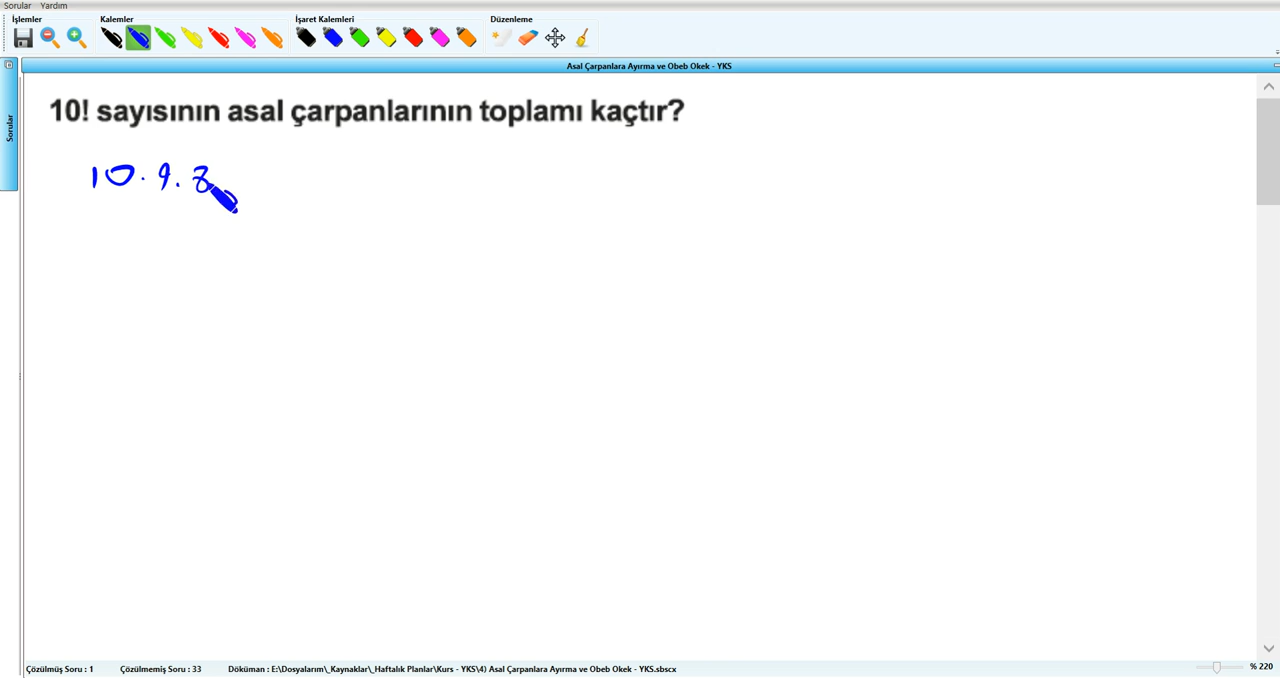 Sorular Yardım
İşlemler Kalemler İşaret Kalemleri Düzenleme
Asal Çarpanlara Ayırma ve Obeb Okek - YKS
Sorular
10! sayısının asal çarpanlarının toplamı kaçtır?
10 . 9 . 8
Çözülmüş Soru : 1 Çözülmemiş Soru : 33 Döküman : E:\Dosyalarım\_Kaynaklar\_Haftalık Planlar\Kurs - YKS\4) Asal Çarpanlara Ayırma ve Obeb Okek - YKS.sbscx % 220